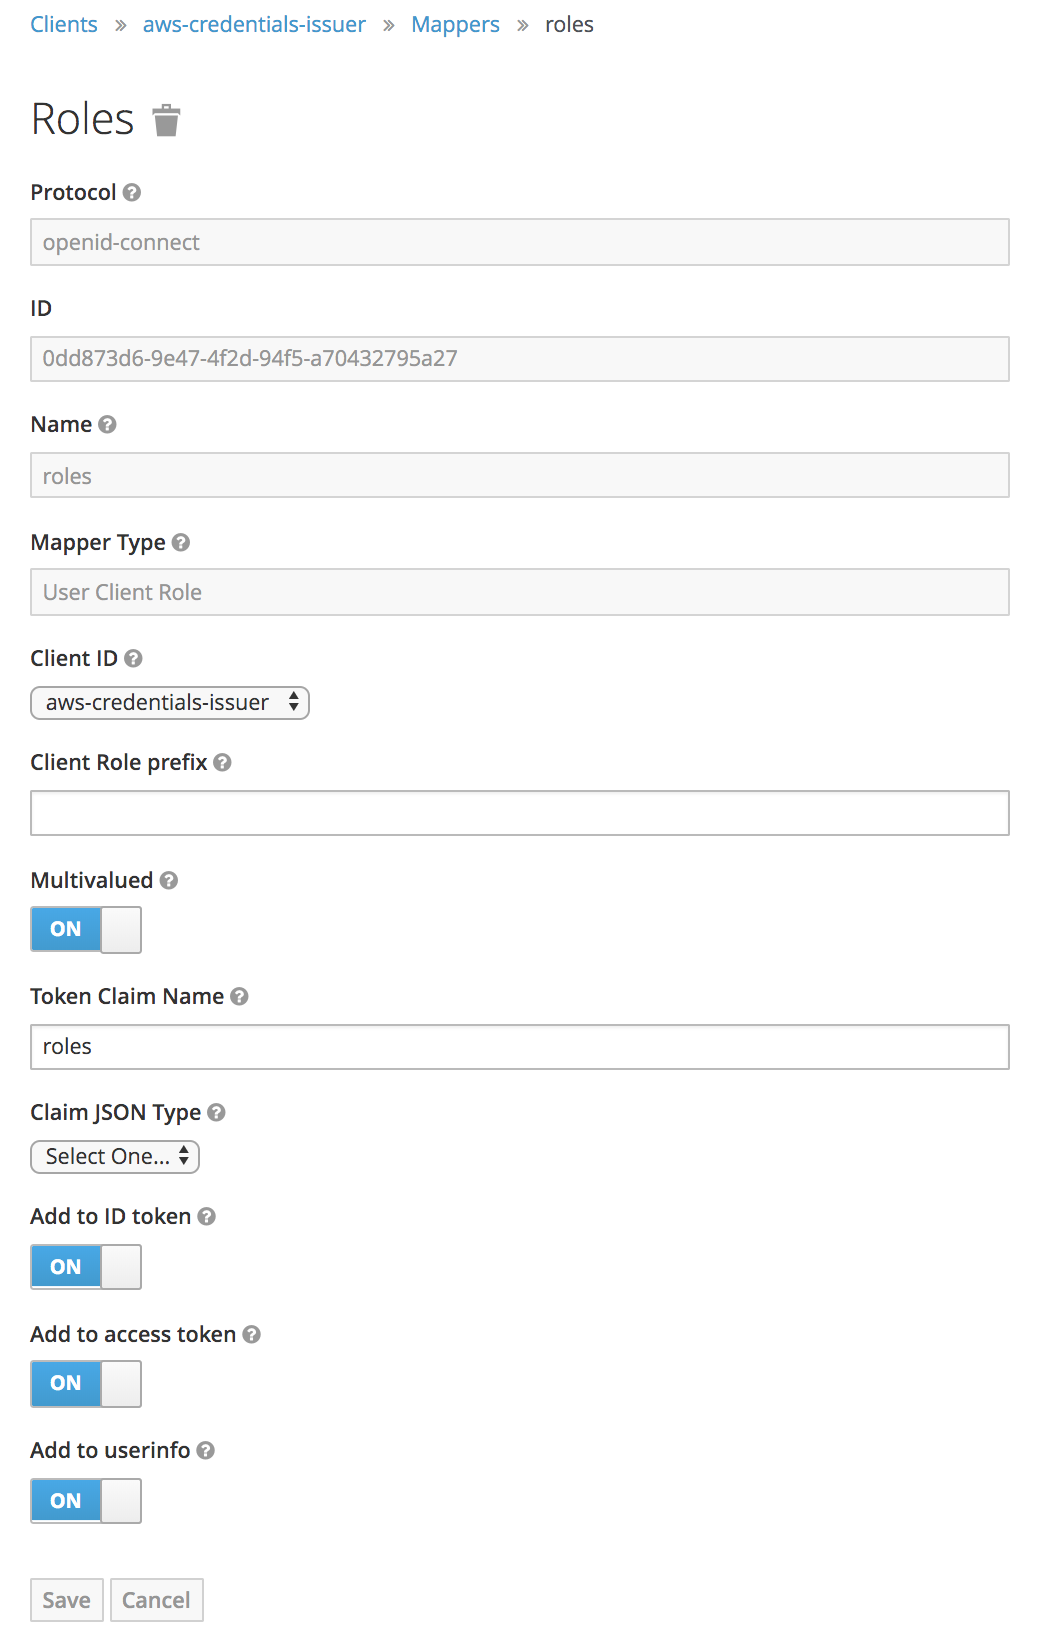 Clients » aws-credentials-issuer » Mappers » roles
Roles
Protocol ?
openid-connect
ID
0dd873d6-9e47-4f2d-94f5-a70432795a27
Name ?
roles
Mapper Type ?
User Client Role
Client ID ?
aws-credentials-issuer
Client Role prefix ?
Multivalued ?
ON
Token Claim Name ?
roles
Claim JSON Type ?
Select One...
Add to ID token ?
ON
Add to access token ?
ON
Add to userinfo ?
ON
Save Cancel